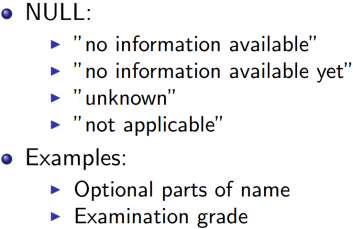 NULL:
"no information available"
"no information available yet"
"unknown"
"not applicable"
Examples:
Optional parts of name
Examination grade